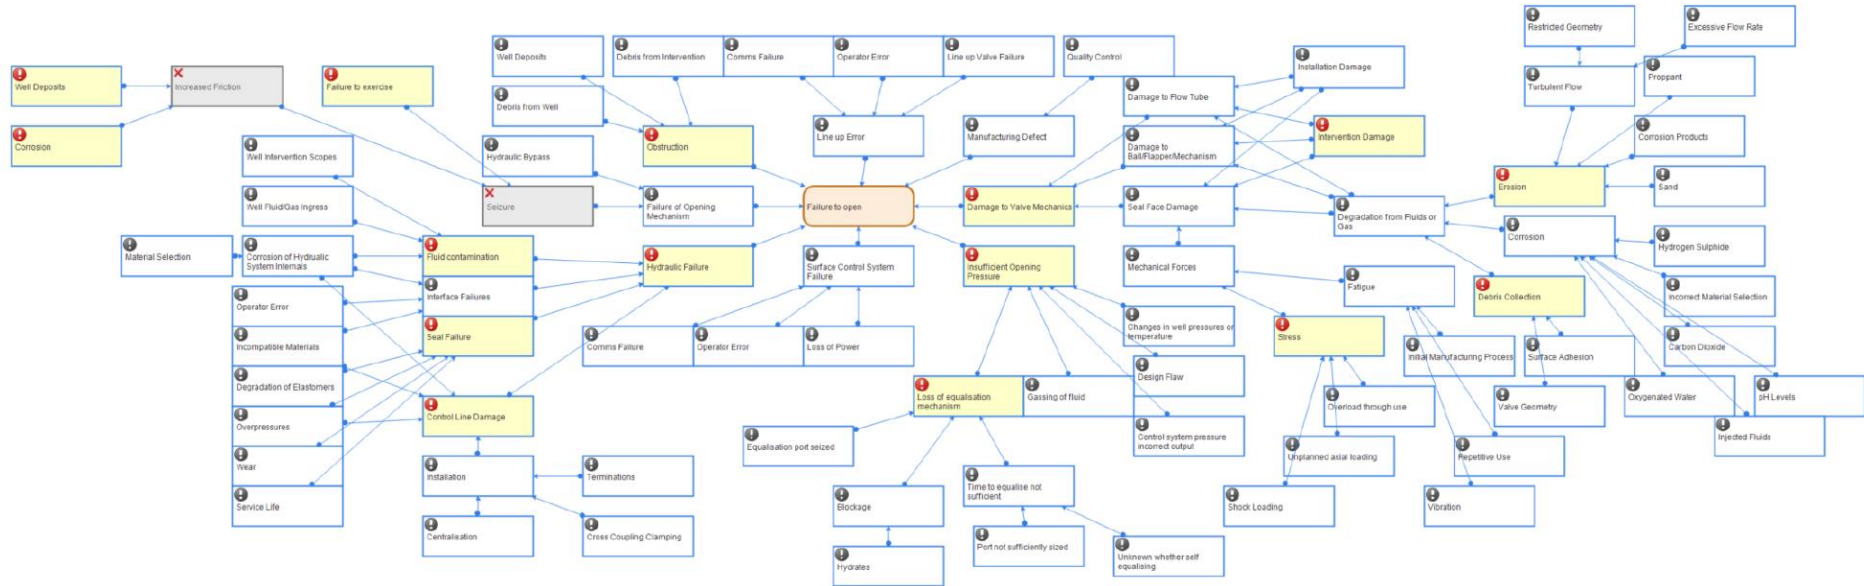 Restricted Geometry
Excessive Flow Rate
Well Deposits
Debris from Intervention
Comms Failure
Operator Error
Line up Valve Failure
Quality Control
Installation Damage
Proppant
Well Deposits
Increased Friction
Failure to exercise
Debris from Well
Damage to Flow Tube
Turbulent Flow
Corrosion
Well Intervention Scopes
Hydraulic Bypass
Obstruction
Line up Error
Manufacturing Defect
Damage to
Ball/Flapper/Mechanism
Intervention Damage
Corrosion Products
Well Fluid/Gas Ingress
Seizure
Failure of Opening
Mechanism
Failure to open
Damage to Valve Mechanics
Seal Face Damage
Degradation from Fluids or
Gas
Erosion
Sand
Material Selection
Corrosion of Hydrualic
System Internals
Fluid contamination
Hydraulic Failure
Surface Control System
Failure
Insufficient Opening
Pressure
Mechanical Forces
Corrosion
Hydrogen Sulphide
Operator Error
Interface Failures
Fatigue
Debris Collection
Incorrect Material Selection
Incompatible Materials
Seal Failure
Comms Failure
Operator Error
Loss of Power
Changes in well pressures or
temperature
Stress
Initial Manufacturing Process
Surface Adhesion
Carbon Dioxide
Degradation of Elastomers
Design Flaw
Overpressures
Control Line Damage
Loss of equalisation
mechanism
Gassing of fluid
Overload through use
Valve Geometry
Oxygenated Water
pH Levels
Wear
Equalisation port seized
Control system pressure
incorrect output
Unplanned axial loading
Repetitive Use
Injected Fluids
Service Life
Installation
Terminations
Blockage
Time to equalise not
sufficient
Shock Loading
Vibration
Centralisation
Cross Coupling Clamping
Hydrates
Port not sufficiently sized
Unknown whether self
equalising